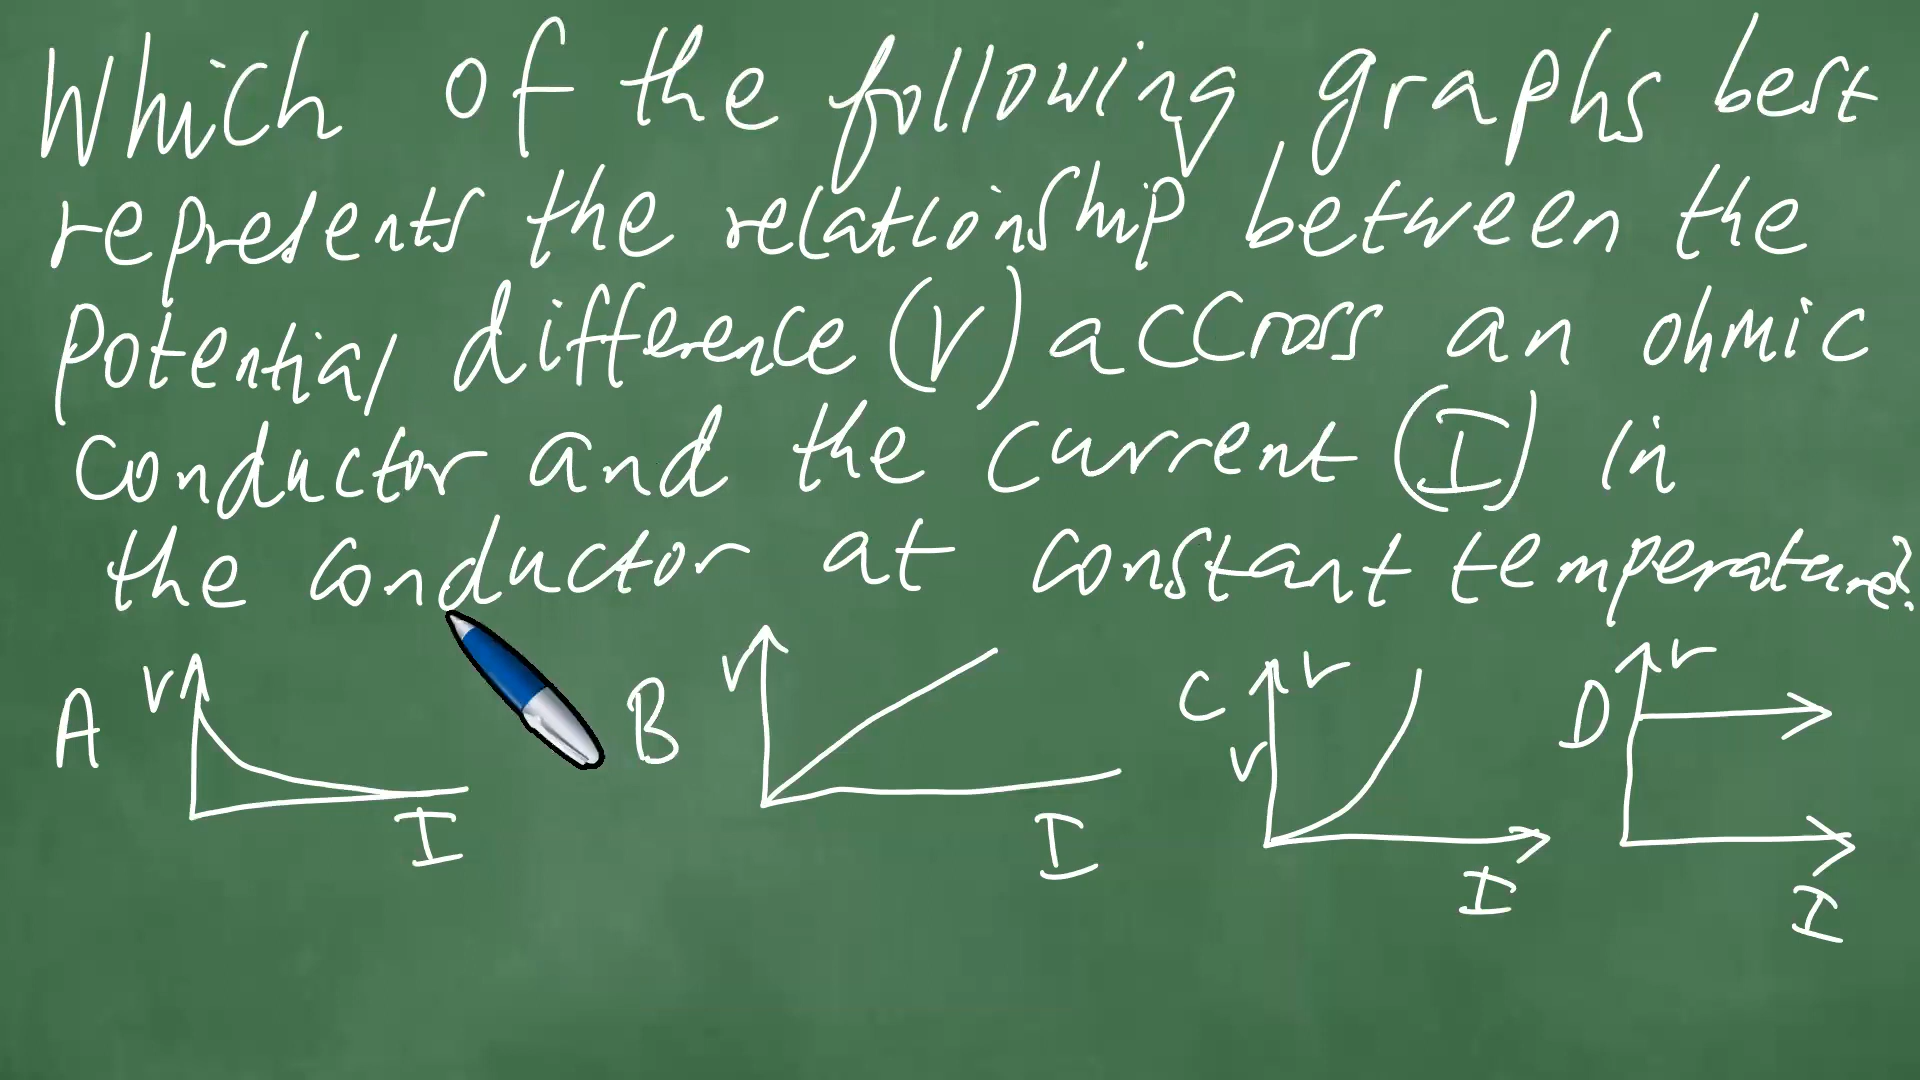 Which of the following graphs best
represents the relationship between the
potential difference (V) accross an ohmic
conductor and the current (I) in
the conductor at constant temperature?
A V I B V I C V V I D V I